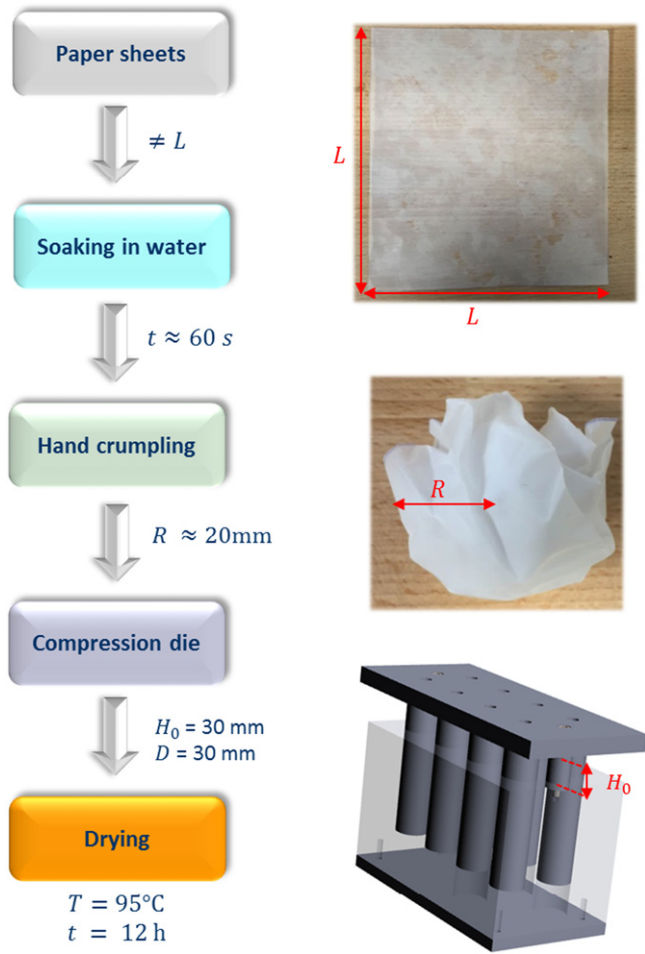 Paper sheets
≠ L
Soaking in water
t ≈ 60 s
Hand crumpling
R ≈ 20mm
Compression die
H₀ = 30 mm
D = 30 mm
Drying
T = 95°C
t = 12 h
L
L
R
H₀